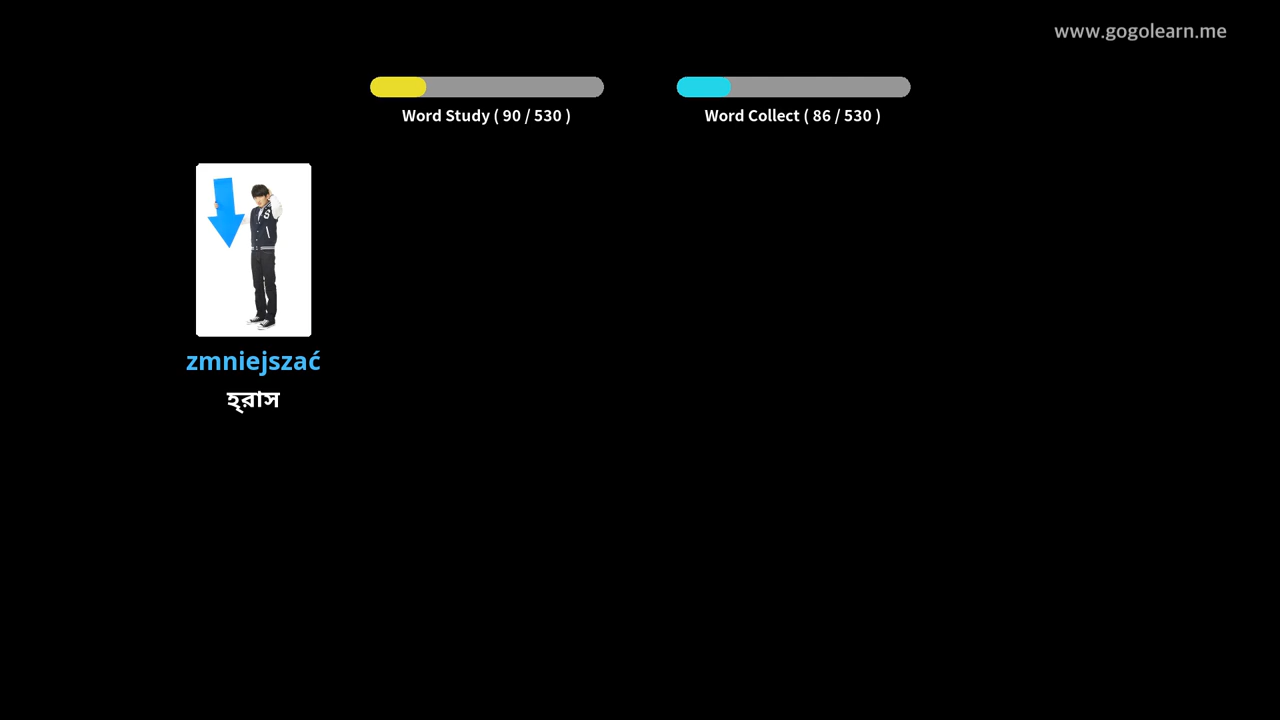 www.gogolearn.me
Word Study ( 90 / 530 )
Word Collect ( 86 / 530 )
S
zmniejszać
হ্রাস